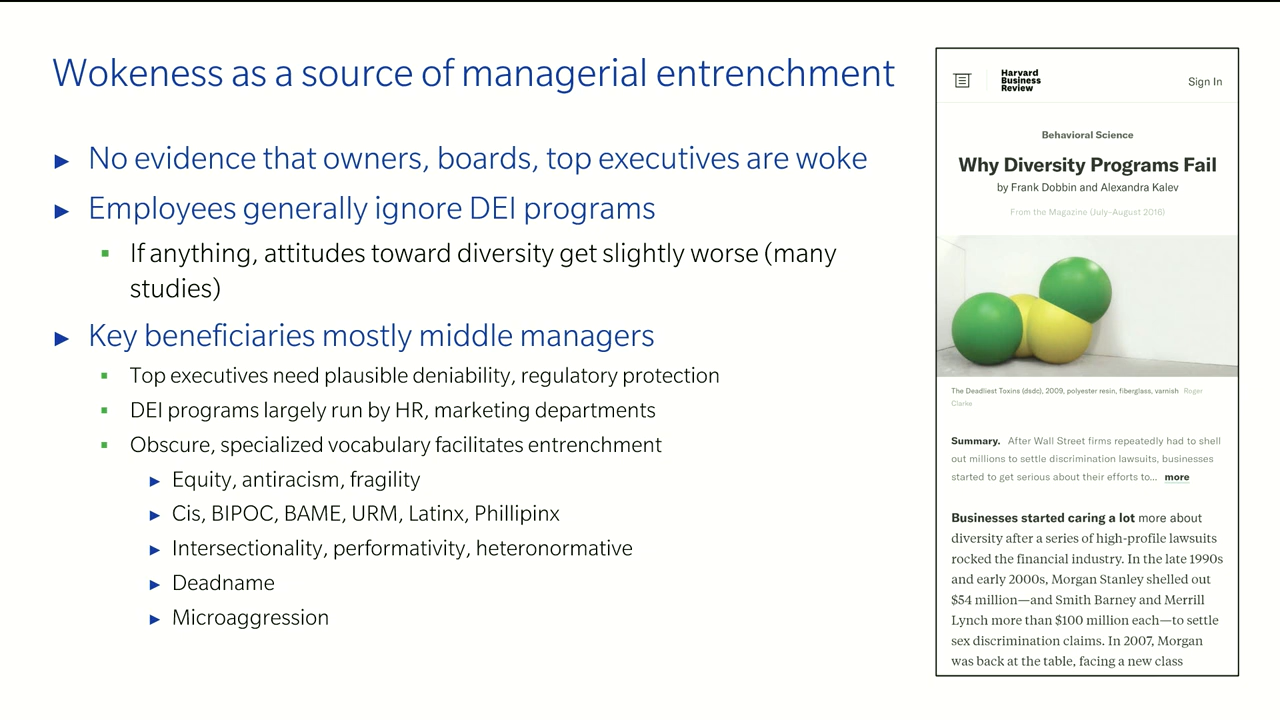 Wokeness as a source of managerial entrenchment
► No evidence that owners, boards, top executives are woke
► Employees generally ignore DEI programs
▪ If anything, attitudes toward diversity get slightly worse (many
studies)
► Key beneficiaries mostly middle managers
▪ Top executives need plausible deniability, regulatory protection
▪ DEI programs largely run by HR, marketing departments
▪ Obscure, specialized vocabulary facilitates entrenchment
► Equity, antiracism, fragility
► Cis, BIPOC, BAME, URM, Latinx, Phillipinx
► Intersectionality, performativity, heteronormative
► Deadname
► Microaggression
Harvard
Business
Review
Sign In
Behavioral Science
Why Diversity Programs Fail
by Frank Dobbin and Alexandra Kalev
From the Magazine (July–August 2016)
The Deadliest Toxins (dsdc), 2009, polyester resin, fiberglass, varnish Roger
Clarke
Summary. After Wall Street firms repeatedly had to shell
out millions to settle discrimination lawsuits, businesses
started to get serious about their efforts to... more
Businesses started caring a lot more about
diversity after a series of high-profile lawsuits
rocked the financial industry. In the late 1990s
and early 2000s, Morgan Stanley shelled out
$54 million—and Smith Barney and Merrill
Lynch more than $100 million each—to settle
sex discrimination claims. In 2007, Morgan
was back at the table, facing a new class